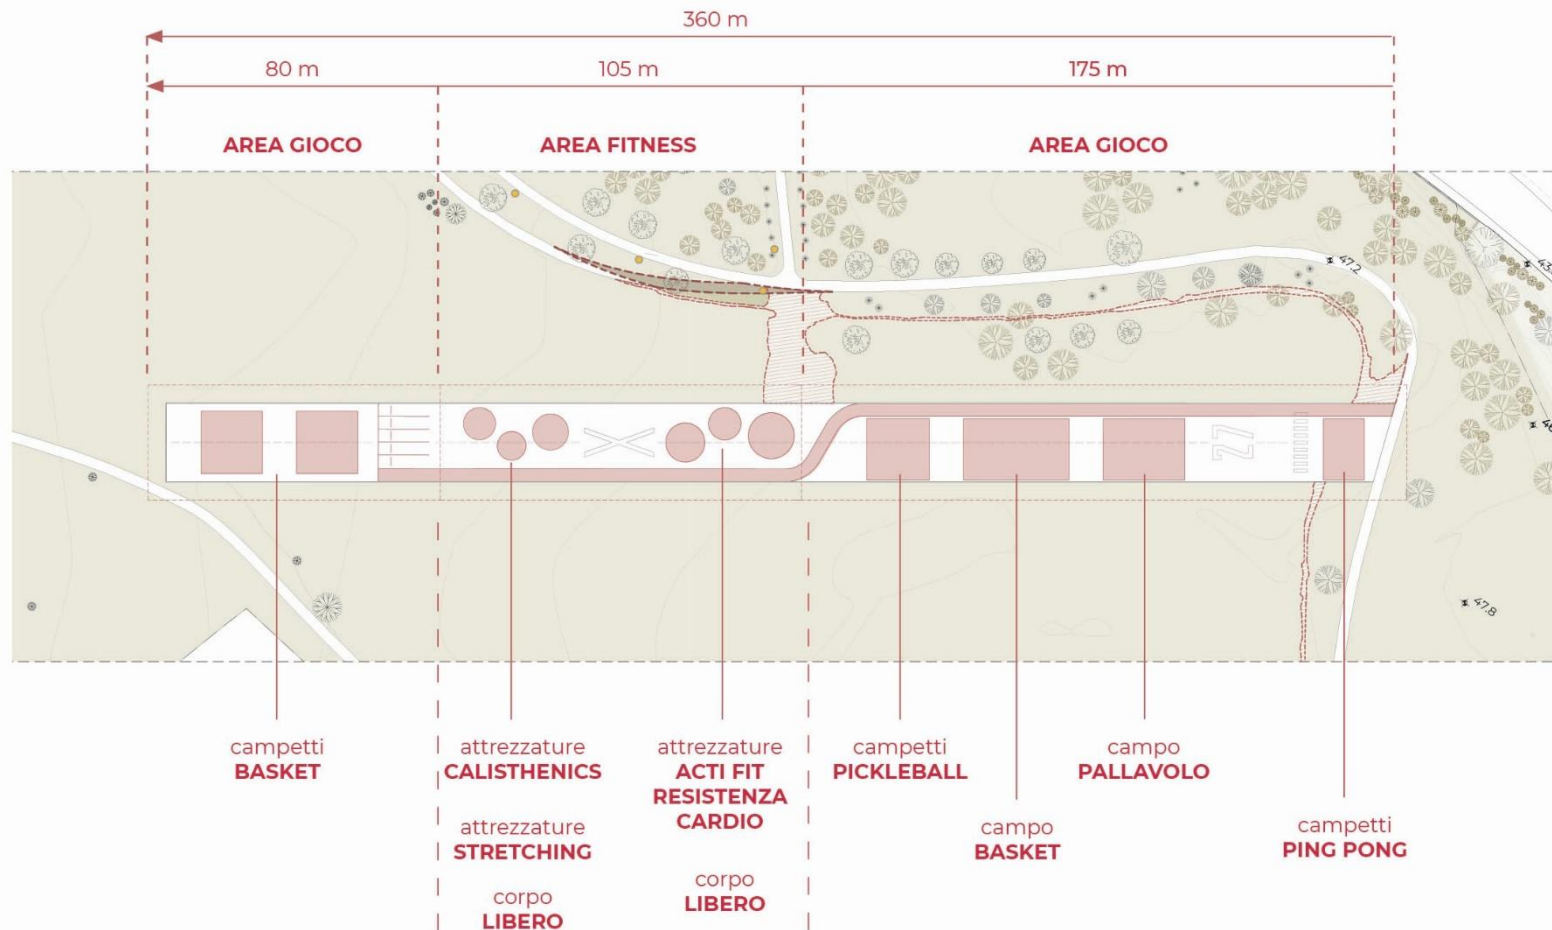 360 m
80 m
105 m
175 m
AREA GIOCO
AREA FITNESS
AREA GIOCO
47.2
27
47.8
campetti
BASKET
attrezzature
CALISTHENICS
attrezzature
STRETCHING
corpo
LIBERO
attrezzature
ACTI FIT
RESISTENZA
CARDIO
corpo
LIBERO
campetti
PICKLEBALL
campo
BASKET
campo
PALLAVOLO
campetti
PING PONG